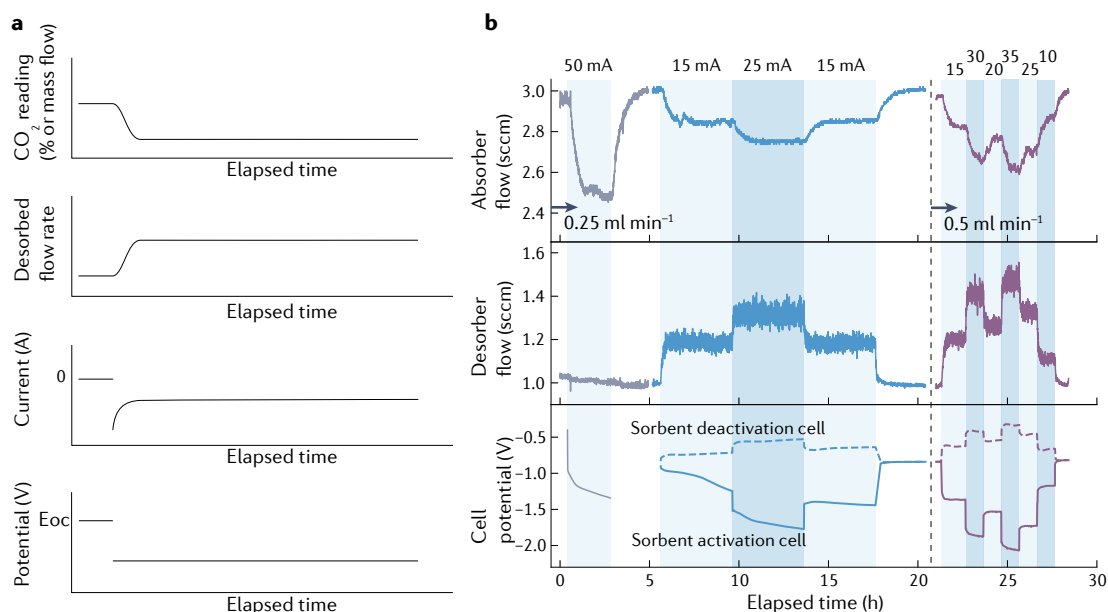 a
CO2 reading
(% or mass flow)
Elapsed time
Desorbed
flow rate
Elapsed time
Current (A)
0
Elapsed time
Potential (V)
Eoc
Elapsed time
b
50 mA
15 mA
25 mA
15 mA
15
30
20
35
25
10
Absorber
flow (sccm)
3.0
2.8
2.6
2.4
0.25 ml min⁻¹
0.5 ml min⁻¹
Desorber
flow (sccm)
1.6
1.4
1.2
1.0
Cell
potential (V)
−0.5
−1.0
−1.5
−2.0
Sorbent deactivation cell
Sorbent activation cell
0
5
10
15
20
25
30
Elapsed time (h)